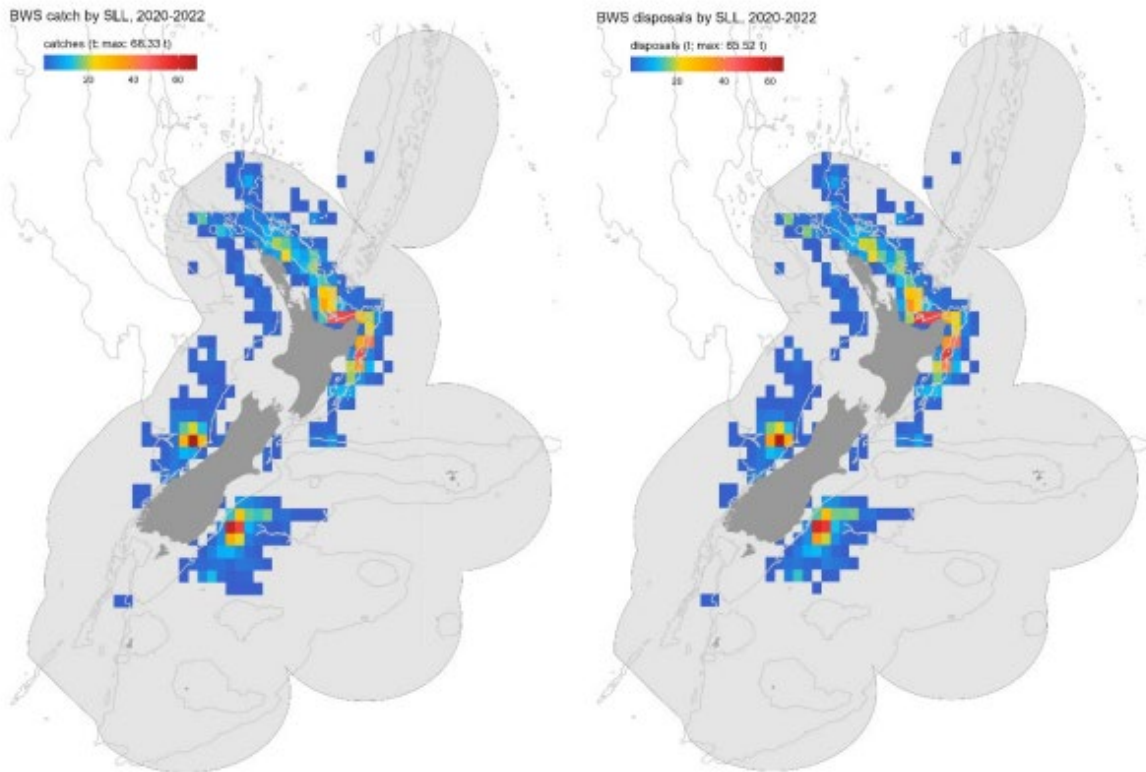 BWS catch by SLL, 2020-2022
catches (t; max: 68.33 t)
20 40 60
BWS disposals by SLL, 2020-2022
disposals (t; max: 65.52 t)
20 40 60